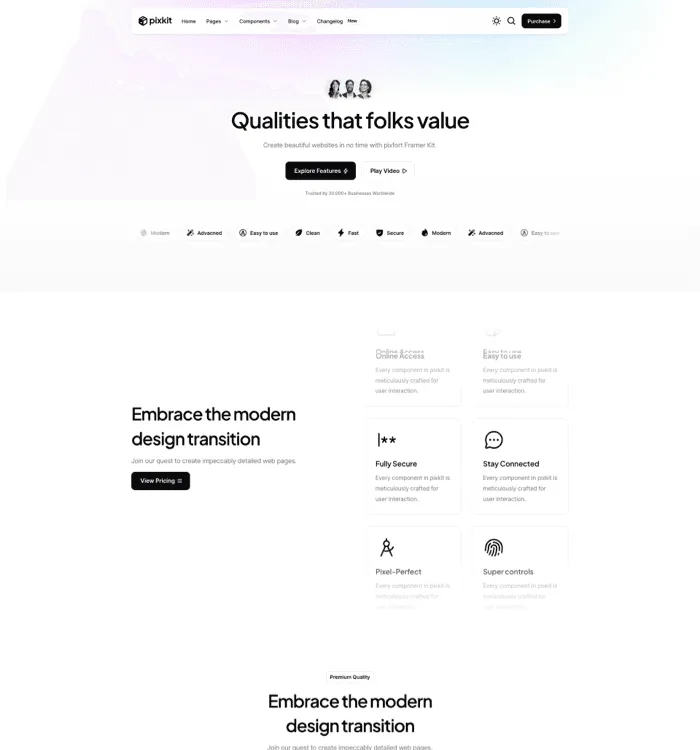 pixkit Home Pages Components Blog Changelog New Purchase
Qualities that folks value
Create beautiful websites in no time with pixfort Framer Kit.
Explore Features Play Video
Trusted by 30.000+ Businesses Worldwide
Modern Advacned Easy to use Clean Fast Secure Modern Advacned Easy to use
Online Access Easy to use
Every component in pixkit is Every component in pixkit is
meticulously crafted for meticulously crafted for
user interaction. user interaction.
Embrace the modern
design transition
Join our quest to create impeccably detailed web pages.
View Pricing
Fully Secure Stay Connected
Every component in pixkit is Every component in pixkit is
meticulously crafted for meticulously crafted for
user interaction. user interaction.
Pixel-Perfect Super controls
Every component in pixkit is Every component in pixkit is
meticulously crafted for meticulously crafted for
user interaction. user interaction.
Premium Quality
Embrace the modern
design transition
Join our quest to create impeccably detailed web pages.